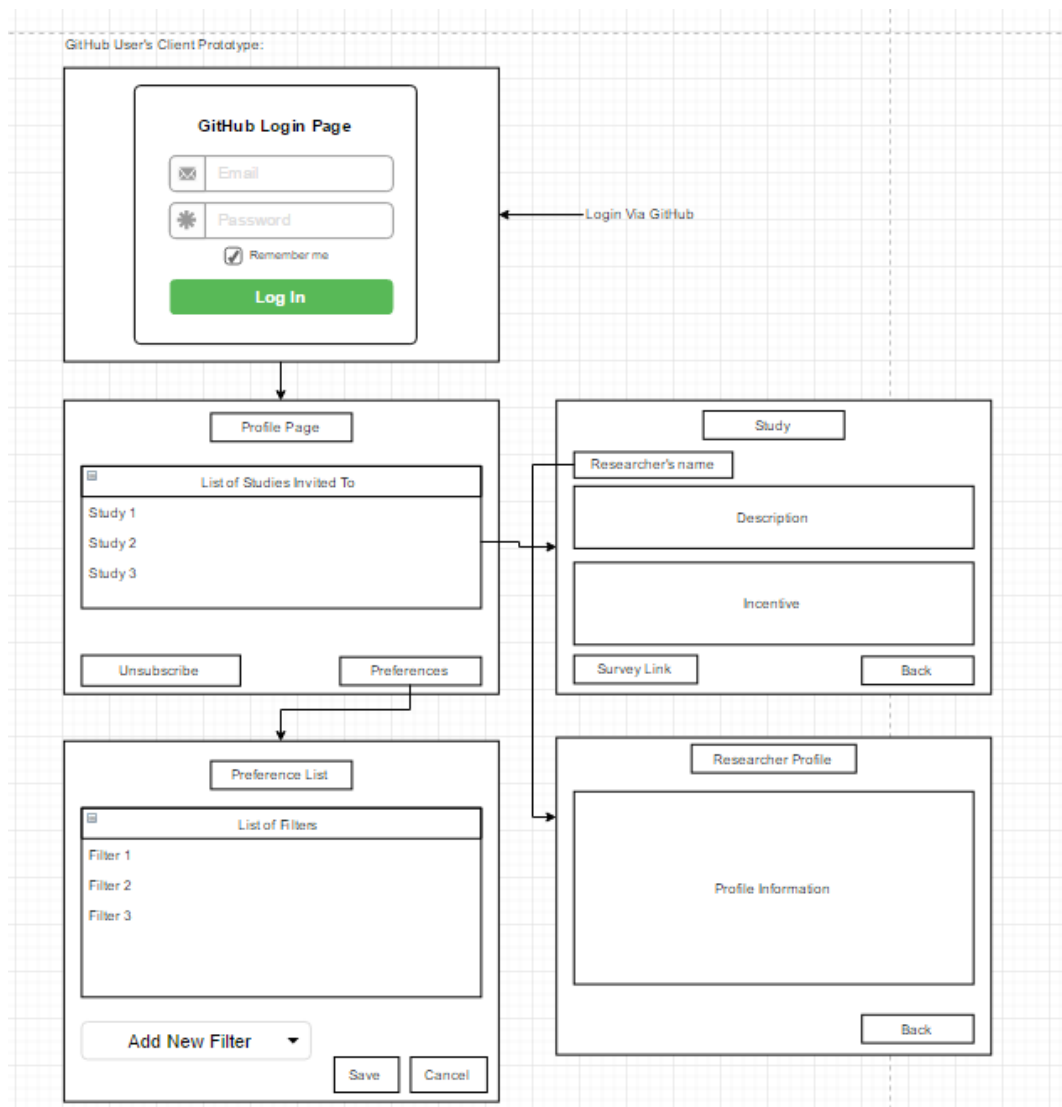 GitHub User's Client Prototype:
GitHub Login Page
Email
Password
Remember me
Log In
Login Via GitHub
Profile Page
List of Studies Invited To
Study 1
Study 2
Study 3
Unsubscribe
Preferences
Study
Researcher's name
Description
Incentive
Survey Link
Back
Preference List
List of Filters
Filter 1
Filter 2
Filter 3
Add New Filter
Save
Cancel
Researcher Profile
Profile Information
Back